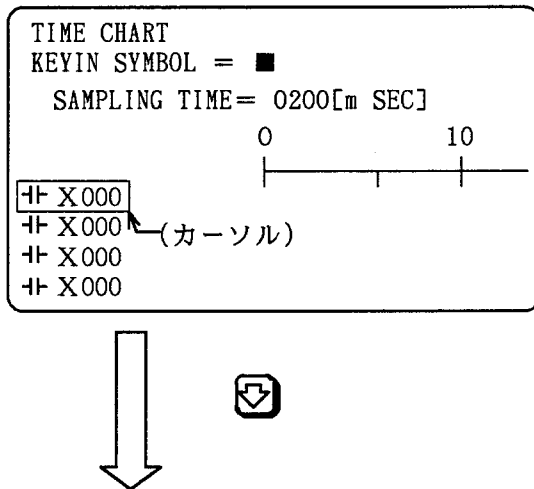 TIME CHART
KEYIN SYMBOL = ■
SAMPLING TIME= 0200[m SEC]
0 10
X000
X000 (カーソル)
X000
X000